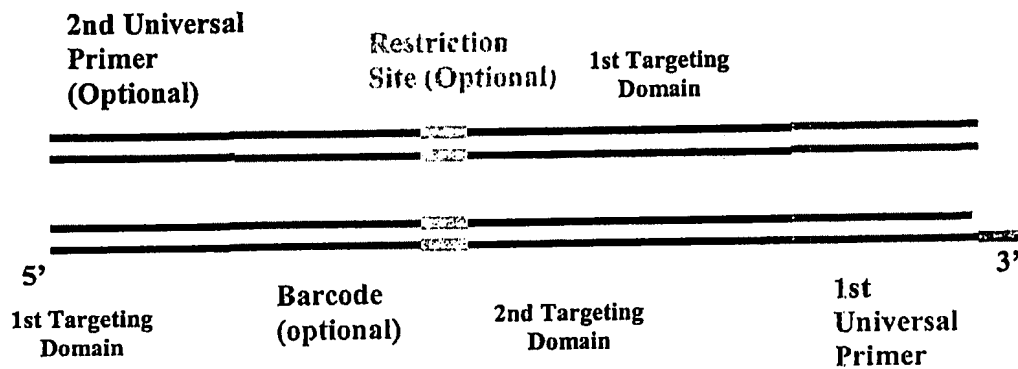 2nd Universal
Primer
(Optional)
Restriction
Site (Optional)
1st Targeting
Domain
5'
3'
1st Targeting
Domain
Barcode
(optional)
2nd Targeting
Domain
1st
Universal
Primer